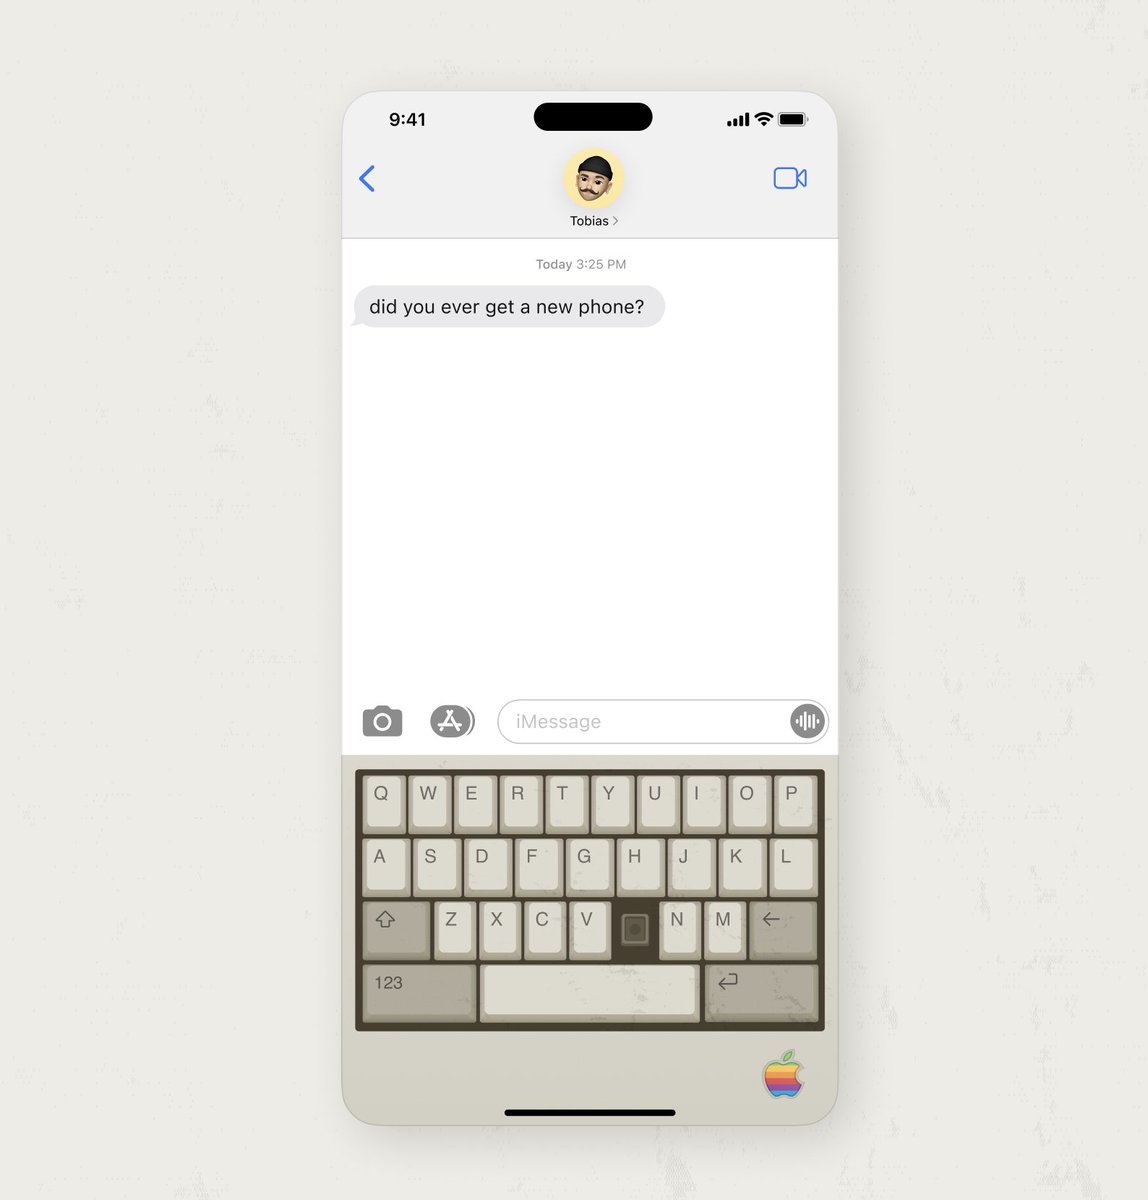 9:41
Tobias >
Today 3:25 PM
did you ever get a new phone?
iMessage
Q W E R T Y U I O P
A S D F G H J K L
Z X C V N M
123